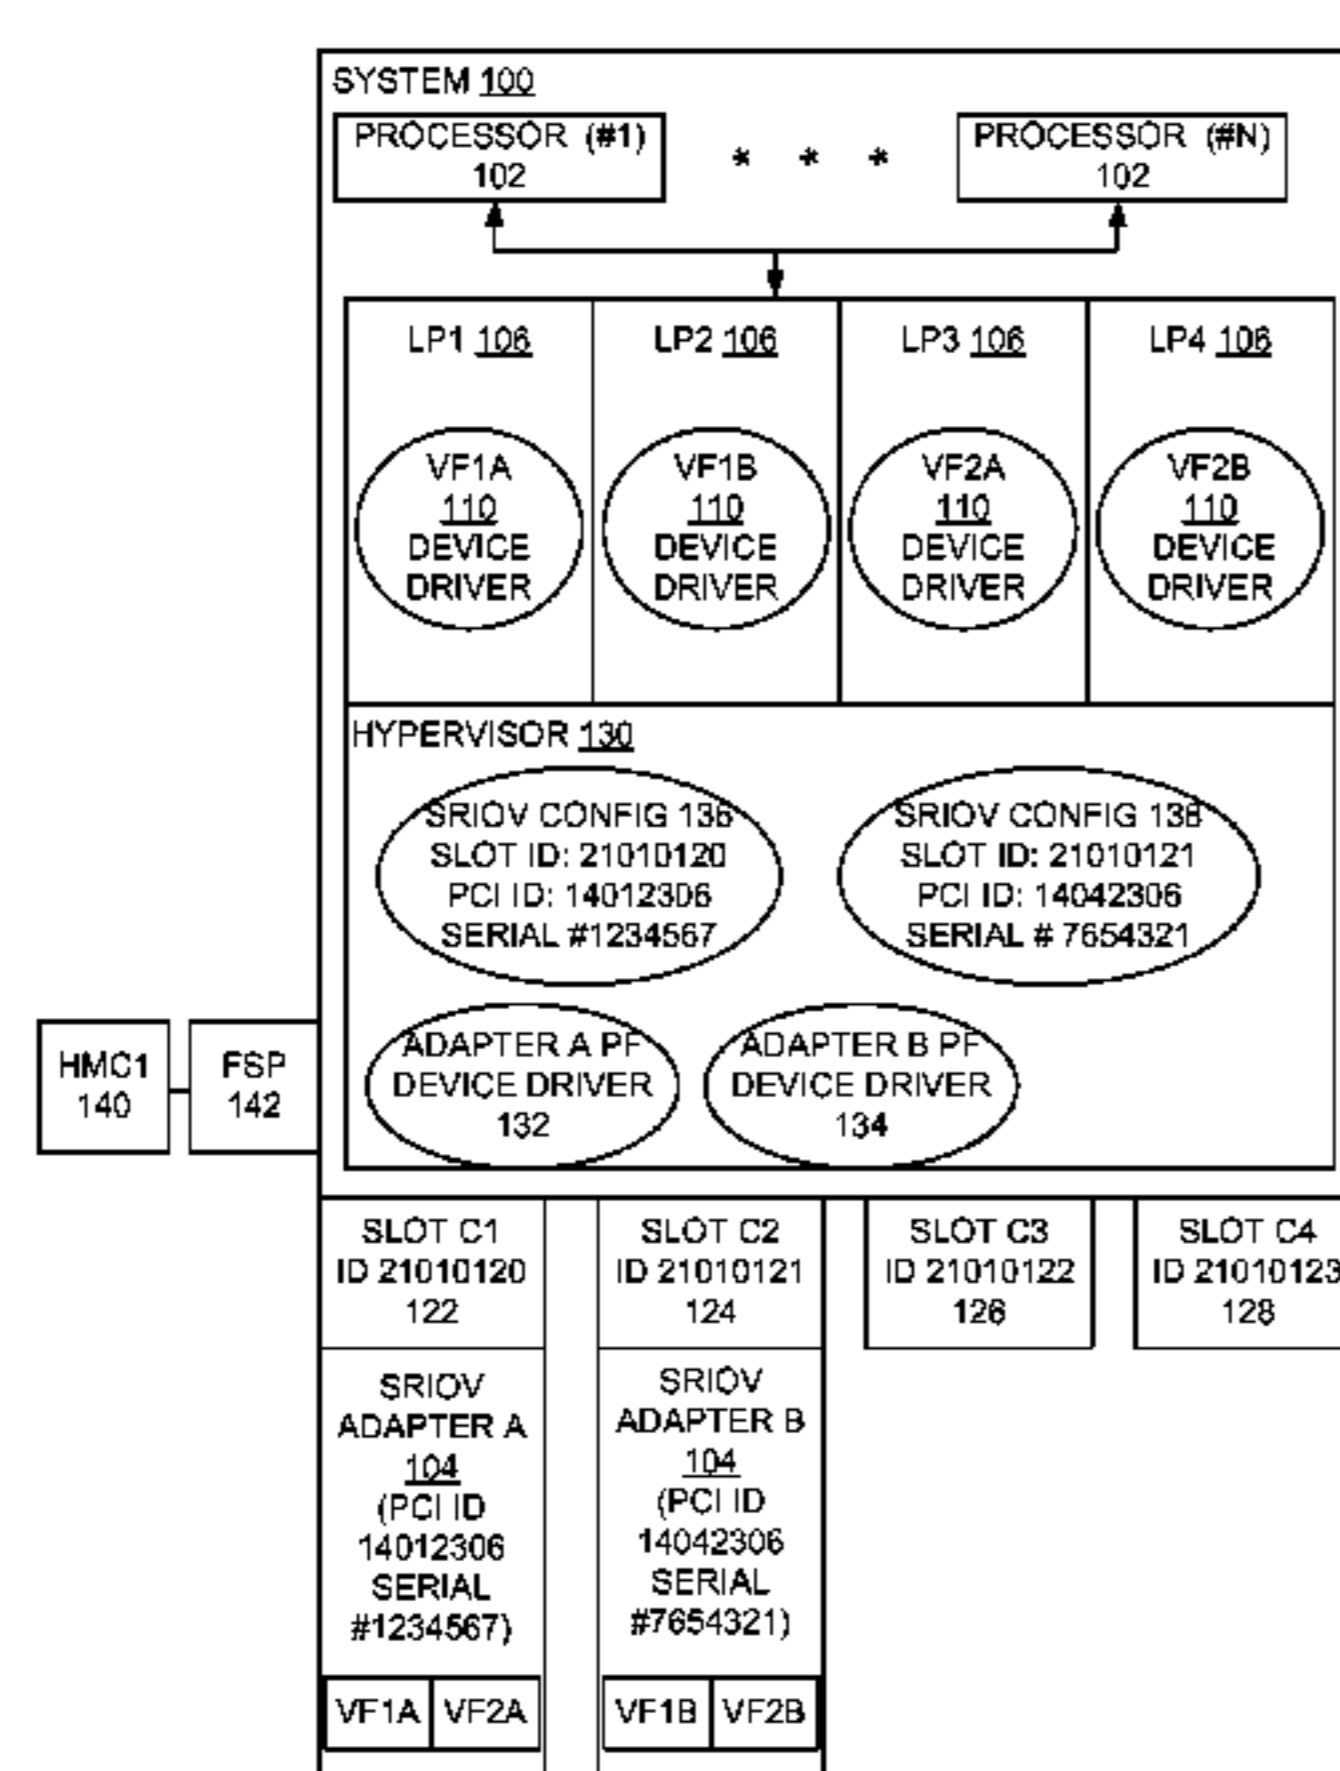 SYSTEM 100
PROCESSOR (#1)
102
* * *
PROCESSOR (#N)
102
LP1 106
LP2 106
LP3 106
LP4 106
VF1A
110
DEVICE
DRIVER
VF1B
110
DEVICE
DRIVER
VF2A
110
DEVICE
DRIVER
VF2B
110
DEVICE
DRIVER
HYPERVISOR 130
SRIOV CONFIG 136
SLOT ID: 21010120
PCI ID: 14012306
SERIAL #1234567
SRIOV CONFIG 138
SLOT ID: 21010121
PCI ID: 14042306
SERIAL # 7654321
ADAPTER A PF
DEVICE DRIVER
132
ADAPTER B PF
DEVICE DRIVER
134
HMC1
140
FSP
142
SLOT C1
ID 21010120
122
SLOT C2
ID 21010121
124
SLOT C3
ID 21010122
126
SLOT C4
ID 21010123
128
SRIOV
ADAPTER A
104
(PCI ID
14012306
SERIAL
#1234567)
SRIOV
ADAPTER B
104
(PCI ID
14042306
SERIAL
#7654321)
VF1A
VF2A
VF1B
VF2B